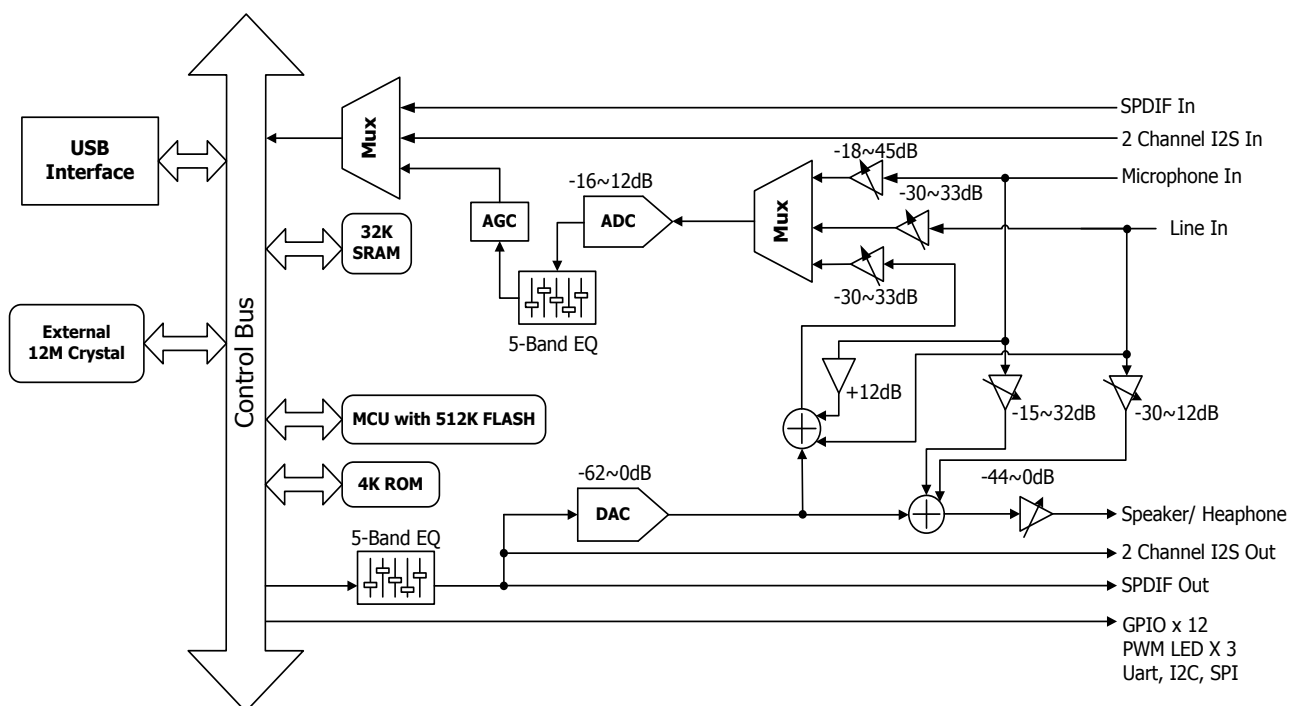 SPDIF In
2 Channel I2S In
Microphone In
Line In
USB
Interface
Mux
-18~45dB
-30~33dB
-16~12dB
ADC
AGC
Mux
32K
SRAM
-30~33dB
5-Band EQ
External
12M Crystal
Control Bus
+12dB
-15~32dB
-30~12dB
MCU with 512K FLASH
4K ROM
-62~0dB
DAC
-44~0dB
Speaker/ Heaphone
5-Band EQ
2 Channel I2S Out
SPDIF Out
GPIO x 12
PWM LED X 3
Uart, I2C, SPI